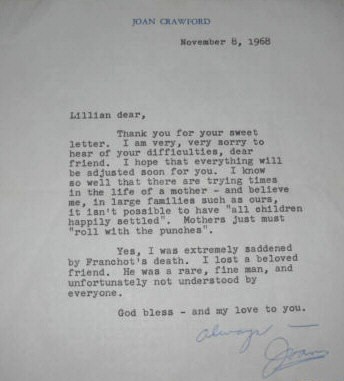 JOAN CRAWFORD
November 8, 1968
Lillian dear,
Thank you for your sweet
letter. I am very, very sorry to
hear of your difficulties, dear
friend. I hope that everything will
be adjusted soon for you. I know
so well that there are trying times
in the life of a mother - and believe
me, in large families such as ours,
it isn't possible to have "all children
happily settled". Mothers just must
"roll with the punches".
Yes, I was extremely saddened
by Franchot's death. I lost a beloved
friend. He was a rare, fine man, and
unfortunately not understood by
everyone.
God bless - and my love to you.
always —
Joan